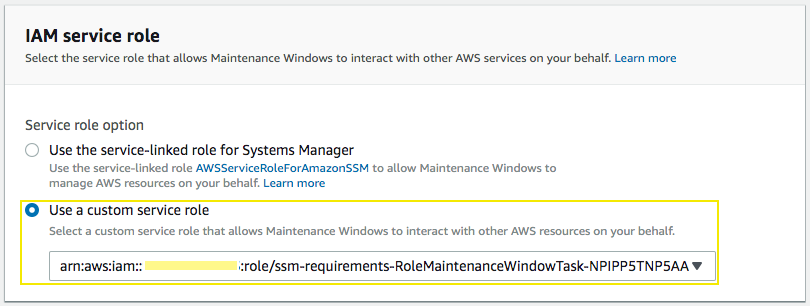 IAM service role
Select the service role that allows Maintenance Windows to interact with other AWS services on your behalf. Learn more
Service role option
Use the service-linked role for Systems Manager
Use the service-linked role AWSServiceRoleForAmazonSSM to allow Maintenance Windows to
manage AWS resources on your behalf. Learn more
Use a custom service role
Select a custom service role that allows Maintenance Windows to interact with other AWS resources on your behalf.
arn:aws:iam:: :role/ssm-requirements-RoleMaintenanceWindowTask-NPIPP5TNP5AA